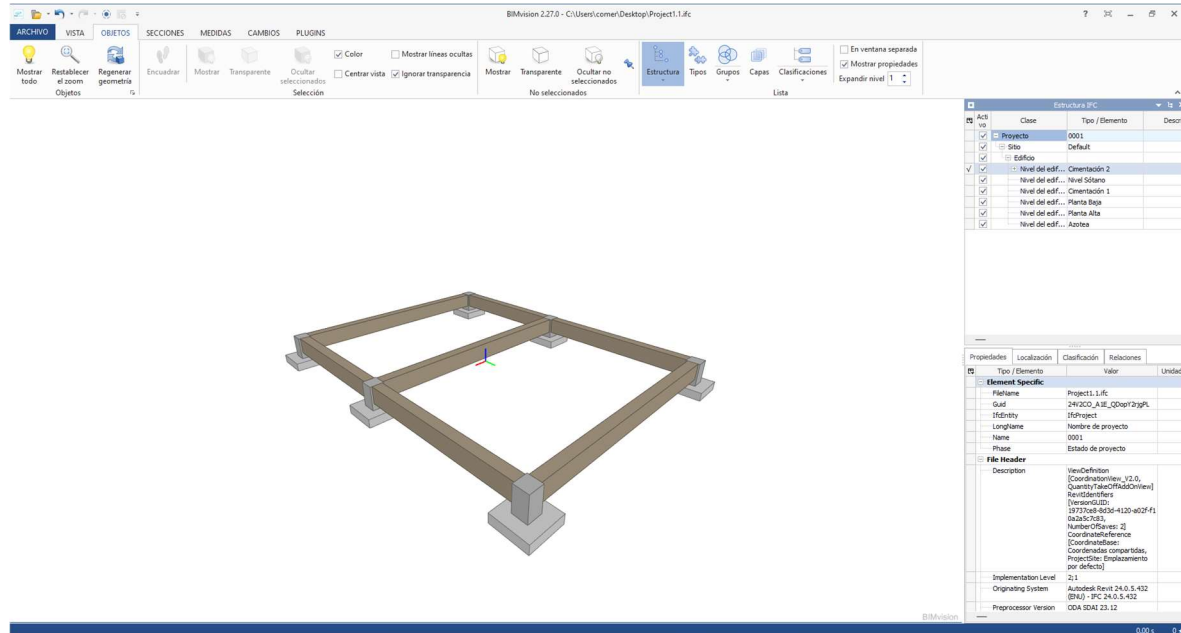 BIMvision 2.27.0 - C:\Users\comer\Desktop\Project1.1.ifc
ARCHIVO VISTA OBJETOS SECCIONES MEDIDAS CAMBIOS PLUGINS
Mostrar todo
Restablecer el zoom
Regenerar geometría
Objetos
Encuadrar
Mostrar
Transparente
Ocultar seleccionados
Color
Centrar vista
Mostrar líneas ocultas
Ignorar transparencia
Selección
Mostrar
Transparente
Ocultar no seleccionados
No seleccionados
Estructura
Tipos
Grupos
Capas
Clasificaciones
En ventana separada
Mostrar propiedades
Expandir nivel 1
Lista
Estructura IFC
Acti vo Clase Tipo / Elemento Descr
Proyecto 0001
Sitio Default
Edificio
Nivel del edif... Cimentación 2
Nivel del edif... Nivel Sótano
Nivel del edif... Cimentación 1
Nivel del edif... Planta Baja
Nivel del edif... Planta Alta
Nivel del edif... Azotea
Propiedades Localización Clasificación Relaciones
Tipo / Elemento Valor Unidad
Element Specific
FileName Project1.1.ifc
Guid 24V2CO_A1E_QDopY2rjgPL
IfcEntity IfcProject
LongName Nombre de proyecto
Name 0001
Phase Estado de proyecto
File Header
Description ViewDefinition
[CoordinationView_V2.0,
QuantityTakeOffAddOnView]
RevitIdentifiers
[VersionGUID:
19737ce8-8d3d-4120-a02f-f1
0a2a5c7c83,
NumberOfSaves: 2]
CoordinateReference
[CoordinateBase:
Coordenadas compartidas,
ProjectSite: Emplazamiento
por defecto]
Implementation Level 2;1
Originating System Autodesk Revit 24.0.5.432
(ENU) - IFC 24.0.5.432
Preprocessor Version ODA SDAI 23.12
BIMvision
0.00 s 0